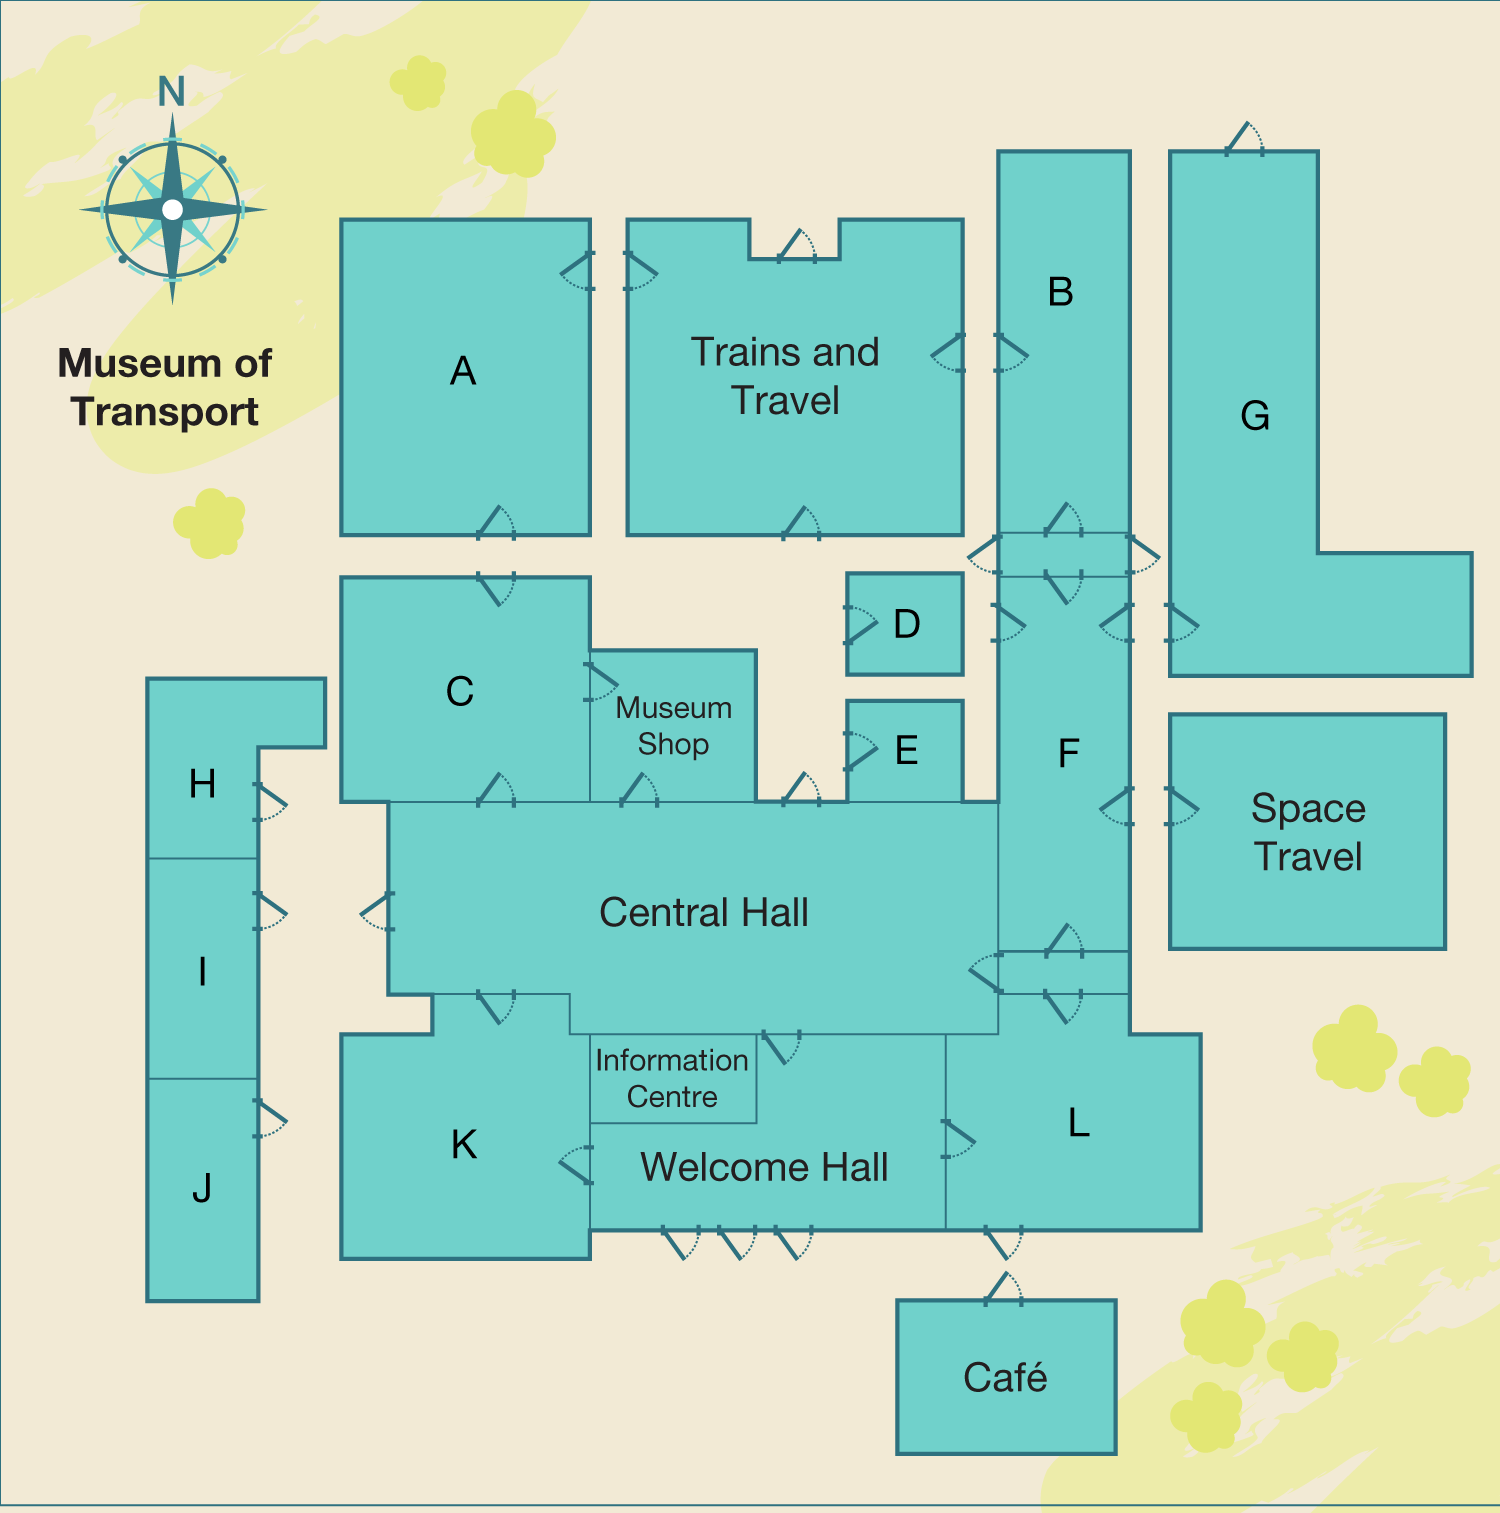 N
Museum of
Transport
A
Trains and
Travel
B
G
C
Museum
Shop
D
E
F
H
Space
Travel
Central Hall
I
Information
Centre
K
Welcome Hall
L
J
Café